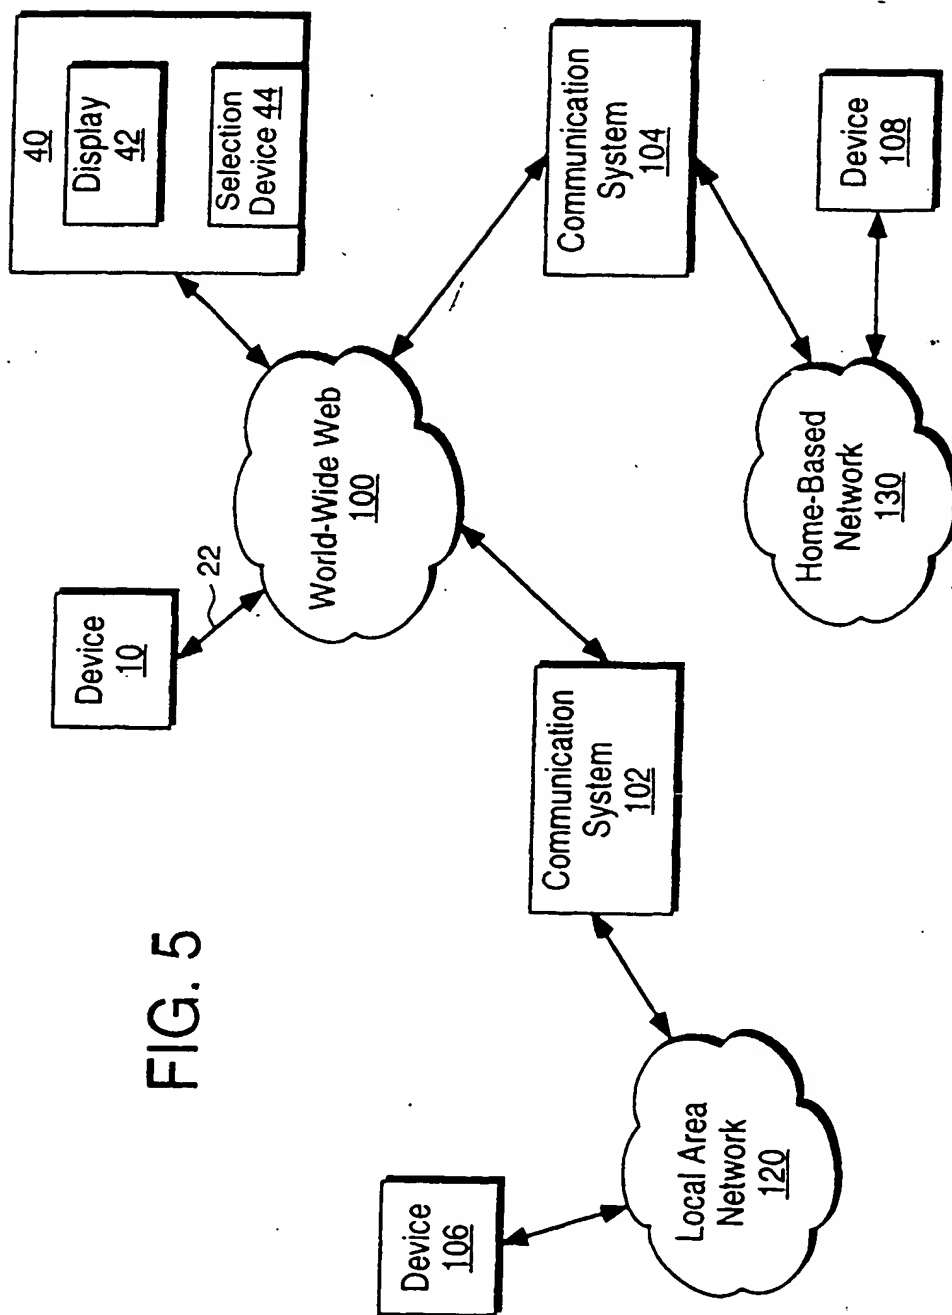 FIG. 5
Device
106
Local Area
Network
120
Communication
System
102
Device
10
22
World-Wide Web
100
40
Display
42
Selection
Device 44
Communication
System
104
Home-Based
Network
130
Device
108